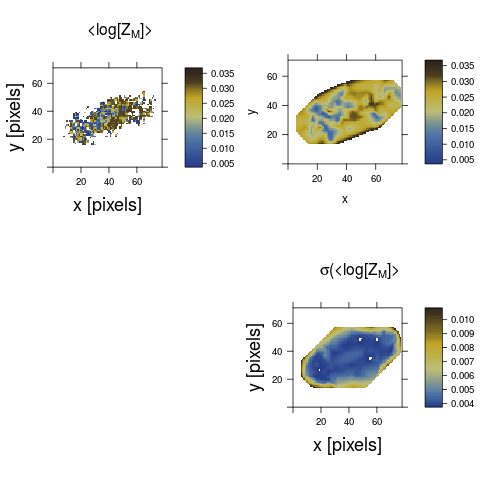 <log[Z_M]>
y [pixels]
60
40
20
20 40 60
x [pixels]
0.035
0.030
0.025
0.020
0.015
0.010
0.005
y
60
40
20
20 40 60
x
0.035
0.030
0.025
0.020
0.015
0.010
0.005
σ(<log[Z_M]>
y [pixels]
60
40
20
20 40 60
x [pixels]
0.010
0.009
0.008
0.007
0.006
0.005
0.004